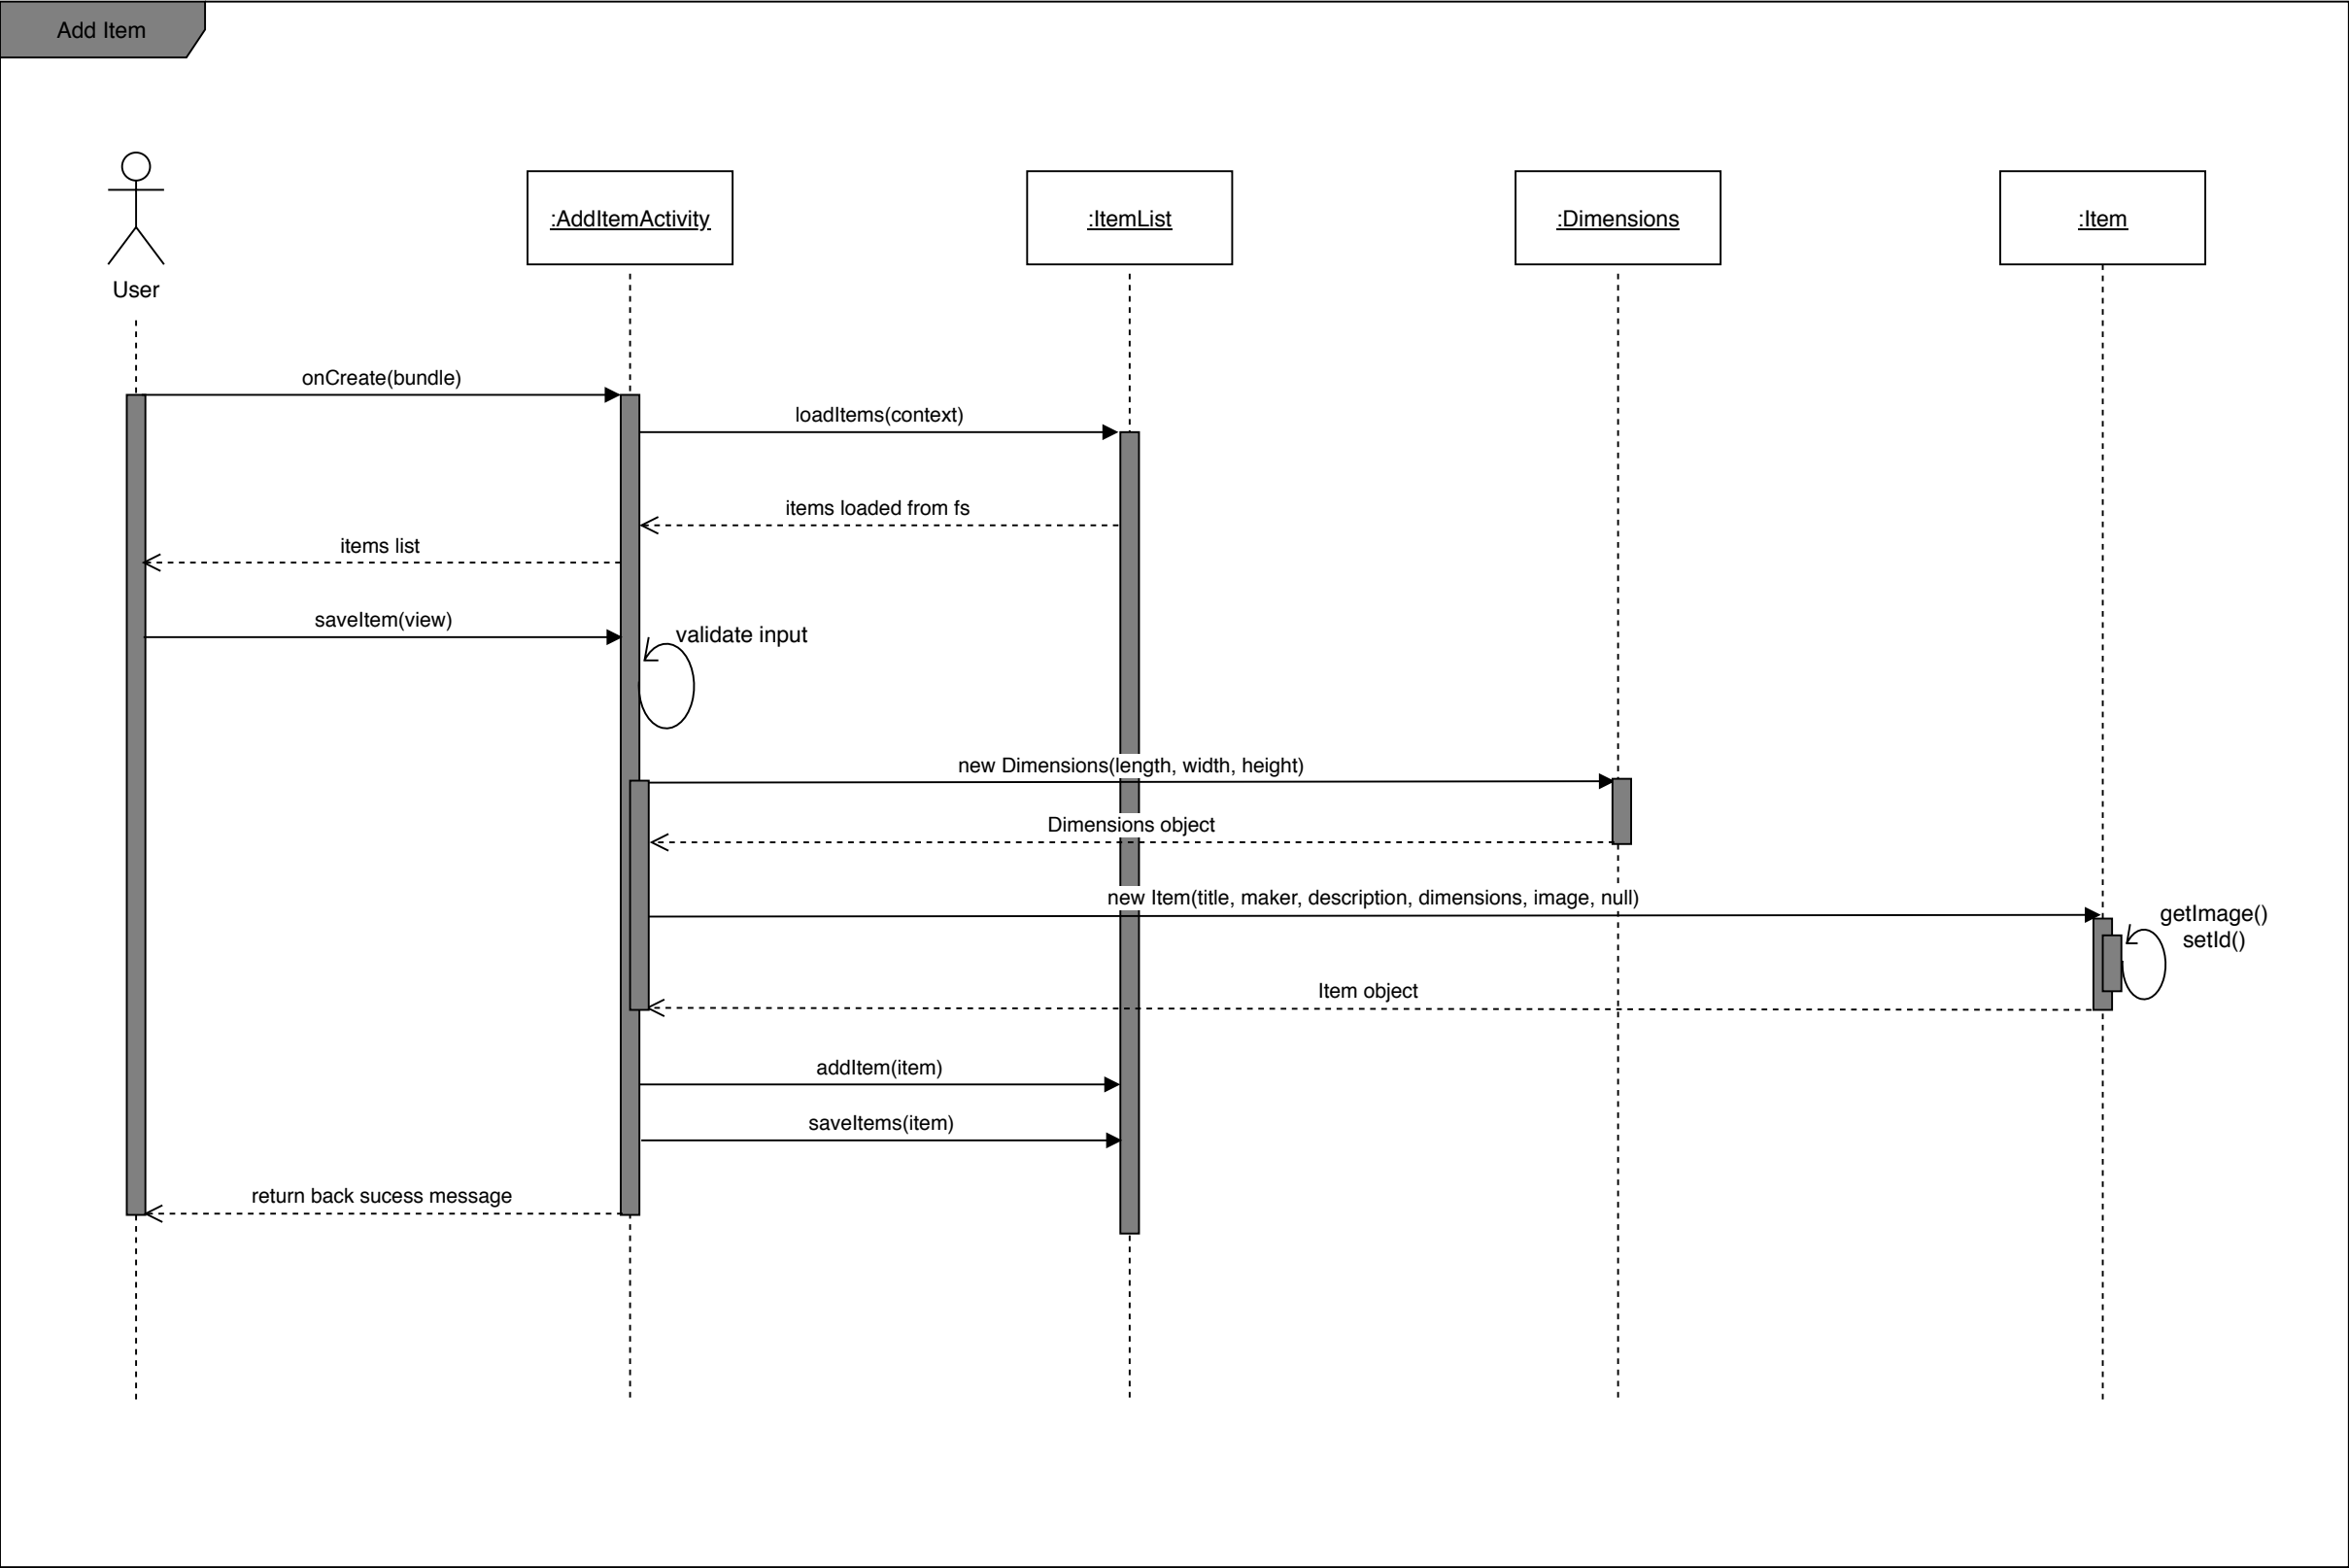 Add Item
User
:AddItemActivity
:ItemList
:Dimensions
:Item
onCreate(bundle)
loadItems(context)
items loaded from fs
items list
saveItem(view)
validate input
new Dimensions(length, width, height)
Dimensions object
new Item(title, maker, description, dimensions, image, null)
getImage()
setId()
Item object
addItem(item)
saveItems(item)
return back sucess message